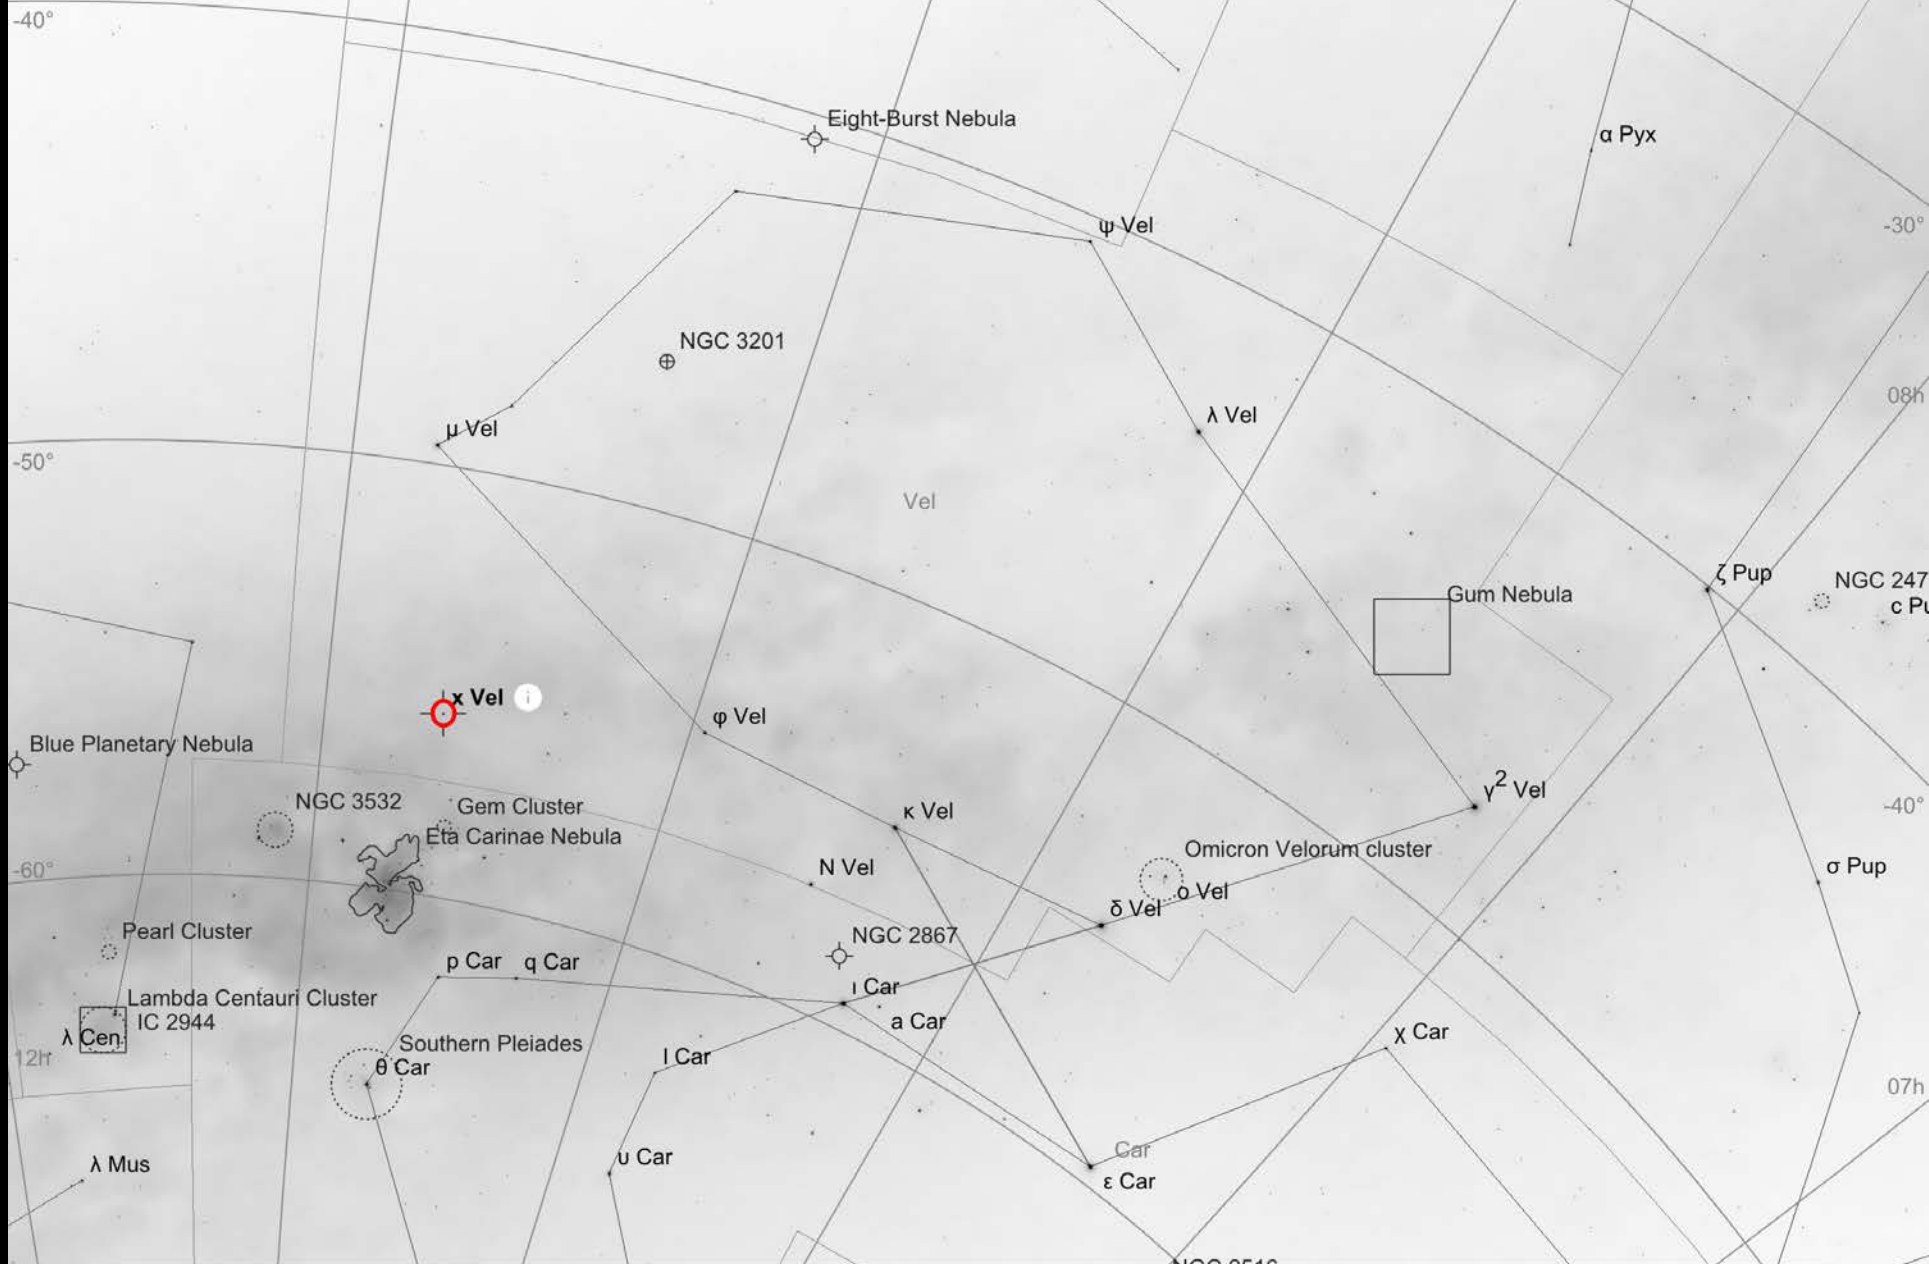 -40°
Eight-Burst Nebula
α Pyx
ψ Vel
-30°
NGC 3201
08h
λ Vel
μ Vel
-50°
Vel
ζ Pup
NGC 247
c Pu
Gum Nebula
x Vel i
φ Vel
Blue Planetary Nebula
γ² Vel
NGC 3532
Gem Cluster
κ Vel
-40°
Eta Carinae Nebula
Omicron Velorum cluster
-60°
N Vel
σ Pup
ο Vel
δ Vel
Pearl Cluster
NGC 2867
p Car
q Car
ι Car
Lambda Centauri Cluster
IC 2944
a Car
λ Cen
χ Car
Southern Pleiades
12h
l Car
θ Car
07h
Car
υ Car
λ Mus
ε Car